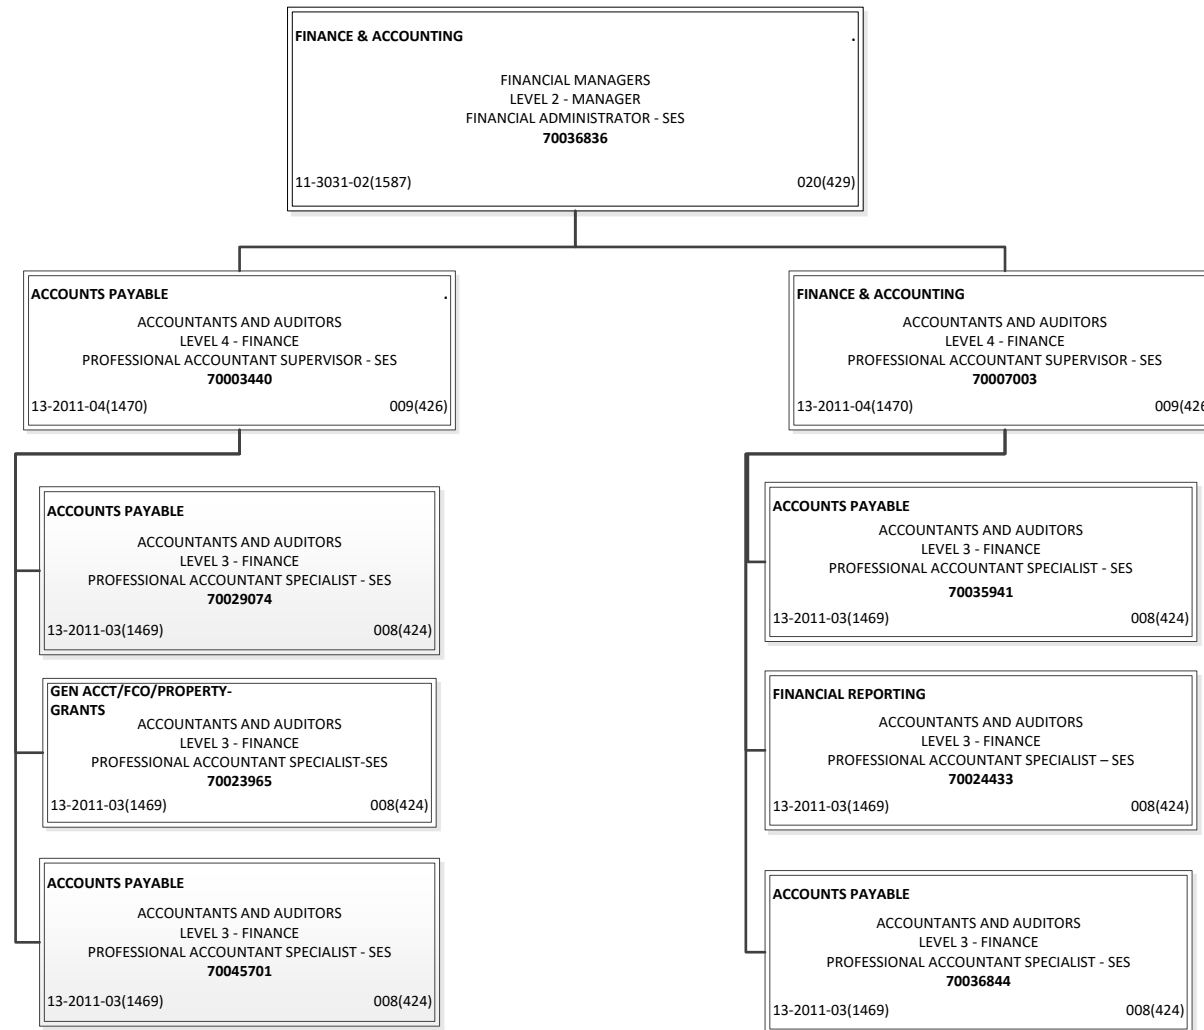 FINANCE & ACCOUNTING .
FINANCIAL MANAGERS
LEVEL 2 - MANAGER
FINANCIAL ADMINISTRATOR - SES
70036836
11-3031-02(1587) 020(429)
ACCOUNTS PAYABLE .
ACCOUNTANTS AND AUDITORS
LEVEL 4 - FINANCE
PROFESSIONAL ACCOUNTANT SUPERVISOR - SES
70003440
13-2011-04(1470) 009(426)
ACCOUNTS PAYABLE
ACCOUNTANTS AND AUDITORS
LEVEL 3 - FINANCE
PROFESSIONAL ACCOUNTANT SPECIALIST - SES
70029074
13-2011-03(1469) 008(424)
GEN ACCT/FCO/PROPERTY-
GRANTS
ACCOUNTANTS AND AUDITORS
LEVEL 3 - FINANCE
PROFESSIONAL ACCOUNTANT SPECIALIST-SES
70023965
13-2011-03(1469) 008(424)
ACCOUNTS PAYABLE
ACCOUNTANTS AND AUDITORS
LEVEL 3 - FINANCE
PROFESSIONAL ACCOUNTANT SPECIALIST - SES
70045701
13-2011-03(1469) 008(424)
FINANCE & ACCOUNTING
ACCOUNTANTS AND AUDITORS
LEVEL 4 - FINANCE
PROFESSIONAL ACCOUNTANT SUPERVISOR - SES
70007003
13-2011-04(1470) 009(426
ACCOUNTS PAYABLE
ACCOUNTANTS AND AUDITORS
LEVEL 3 - FINANCE
PROFESSIONAL ACCOUNTANT SPECIALIST - SES
70035941
13-2011-03(1469) 008(424)
FINANCIAL REPORTING
ACCOUNTANTS AND AUDITORS
LEVEL 3 - FINANCE
PROFESSIONAL ACCOUNTANT SPECIALIST – SES
70024433
13-2011-03(1469) 008(424)
ACCOUNTS PAYABLE
ACCOUNTANTS AND AUDITORS
LEVEL 3 - FINANCE
PROFESSIONAL ACCOUNTANT SPECIALIST - SES
70036844
13-2011-03(1469) 008(424)